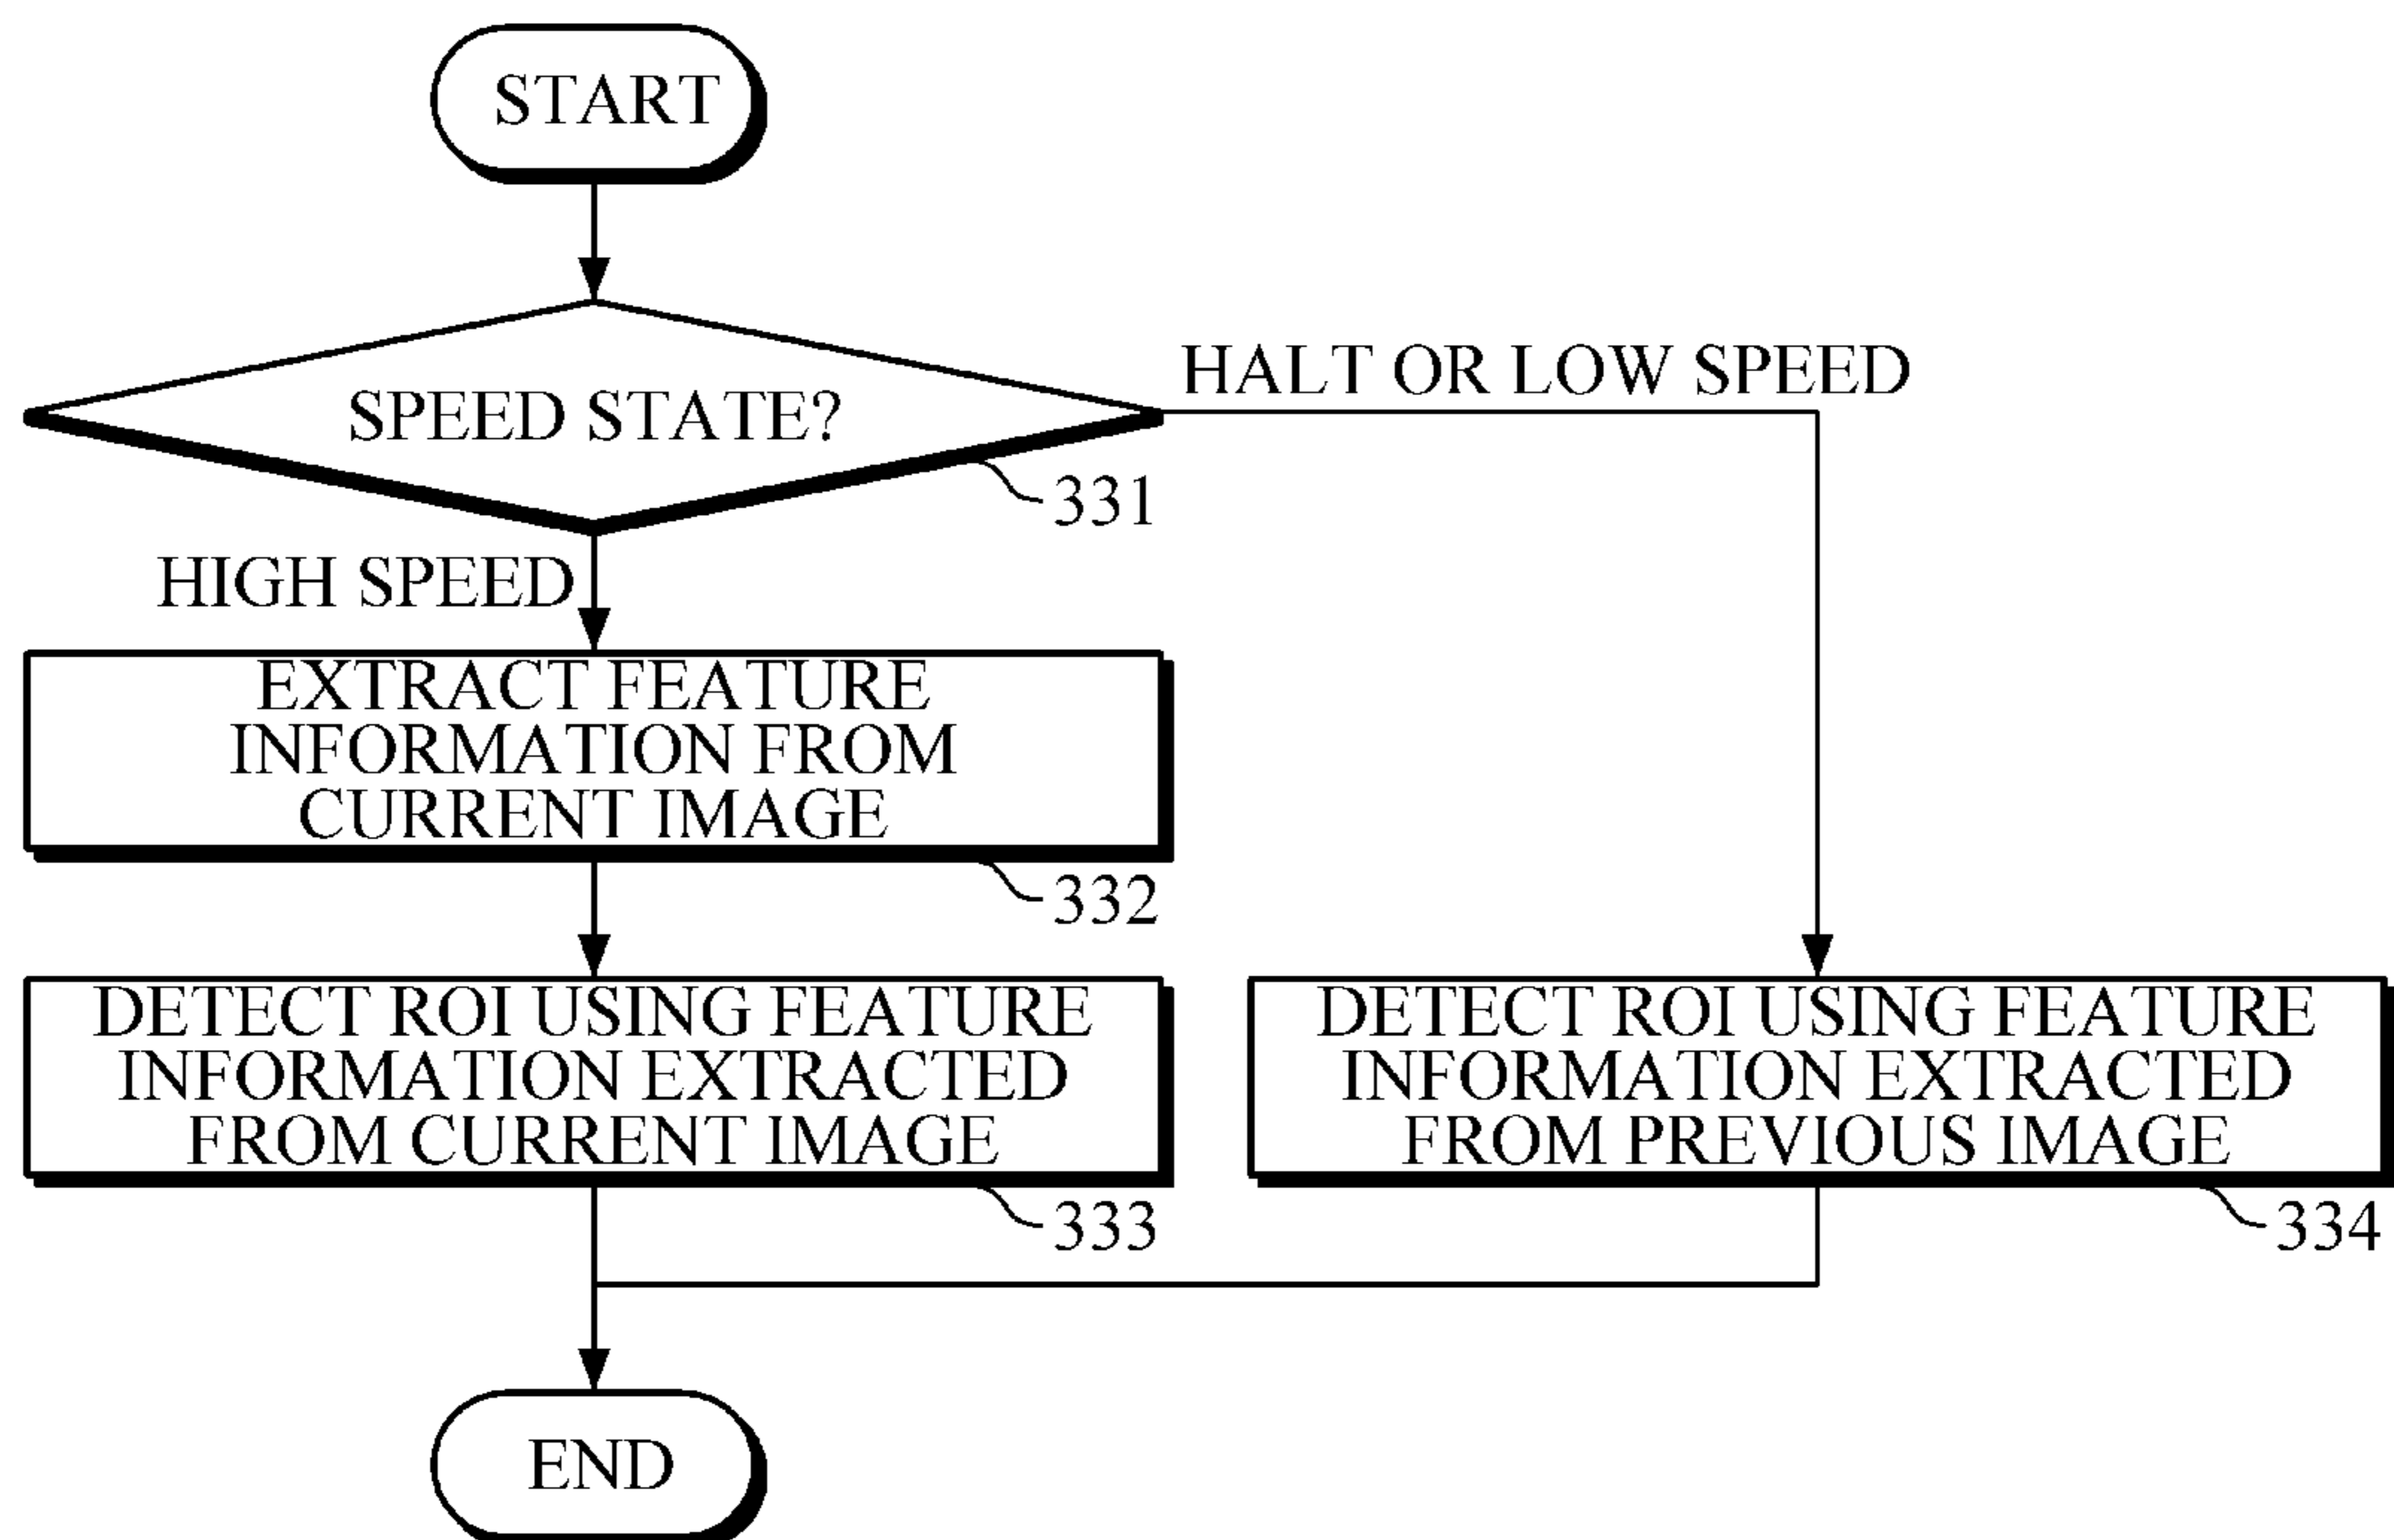 START
SPEED STATE?
HALT OR LOW SPEED
331
HIGH SPEED
EXTRACT FEATURE
INFORMATION FROM
CURRENT IMAGE
332
DETECT ROI USING FEATURE
INFORMATION EXTRACTED
FROM CURRENT IMAGE
333
DETECT ROI USING FEATURE
INFORMATION EXTRACTED
FROM PREVIOUS IMAGE
334
END